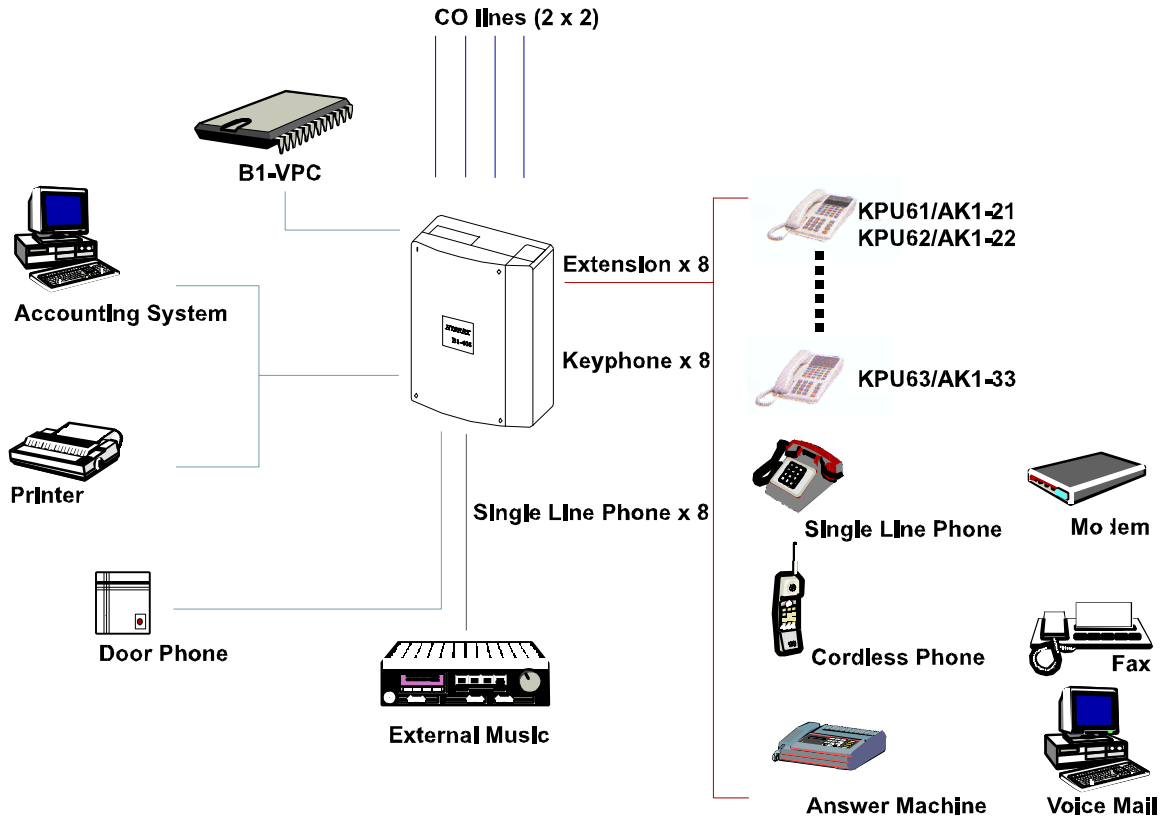 CO lines (2 x 2)
B1-VPC
Accounting System
Printer
Door Phone
External Music
Extension x 8
Keyphone x 8
Single Line Phone x 8
KPU61/AK1-21
KPU62/AK1-22
KPU63/AK1-33
Single Line Phone
Modem
Cordless Phone
Fax
Answer Machine
Voice Mail